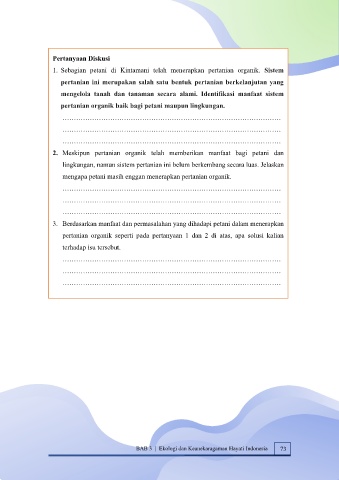 Pertanyaan Diskusi
1. Sebagian petani di Kintamani telah menerapkan pertanian organik. Sistem
pertanian ini merupakan salah satu bentuk pertanian berkelanjutan yang
mengelola tanah dan tanaman secara alami. Identifikasi manfaat sistem
pertanian organik baik bagi petani maupun lingkungan.
2. Meskipun pertanian organik telah memberikan manfaat bagi petani dan
lingkungan, namun sistem pertanian ini belum berkembang secara luas. Jelaskan
mengapa petani masih enggan menerapkan pertanian organik.
3. Berdasarkan manfaat dan permasalahan yang dihadapi petani dalam menerapkan
pertanian organik seperti pada pertanyaan 1 dan 2 di atas, apa solusi kalian
terhadap isu tersebut.
BAB 3 | Ekologi dan Keanekaragaman Hayati Indonesia 73